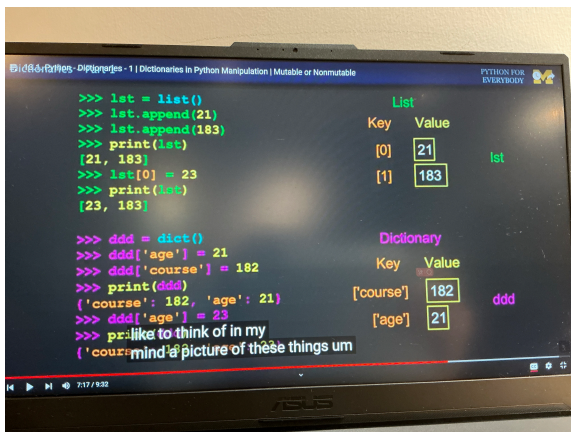 Python - Dictionaries - 1 | Dictionaries in Python Manipulation | Mutable or Nonmutable
PYTHON FOR
EVERYBODY
>>> lst = list()
>>> lst.append(21)
>>> lst.append(183)
>>> print(lst)
[21, 183]
>>> lst[0] = 23
>>> print(lst)
[23, 183]
List
Key Value
[0] 21
[1] 183
lst
>>> ddd = dict()
>>> ddd['age'] = 21
>>> ddd['course'] = 182
>>> print(ddd)
{'course': 182, 'age': 21}
>>> ddd['age'] = 23
>>>
{'cours
Dictionary
Key Value
['course'] 182
['age'] 21
ddd
like to think of in my
mind a picture of these things um
7:17 / 9:32
ASUS